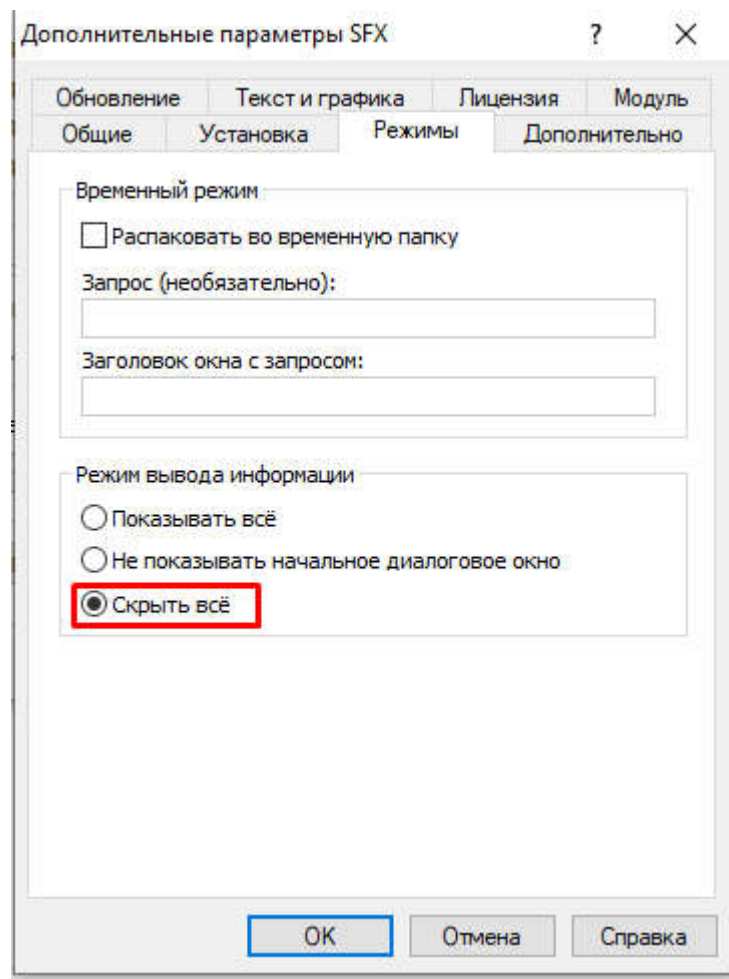 Дополнительные параметры SFX ? ×
Обновление Текст и графика Лицензия Модуль
Общие Установка Режимы Дополнительно
Временный режим
Распаковать во временную папку
Запрос (необязательно):
Заголовок окна с запросом:
Режим вывода информации
Показывать всё
Не показывать начальное диалоговое окно
Скрыть всё
OK Отмена Справка